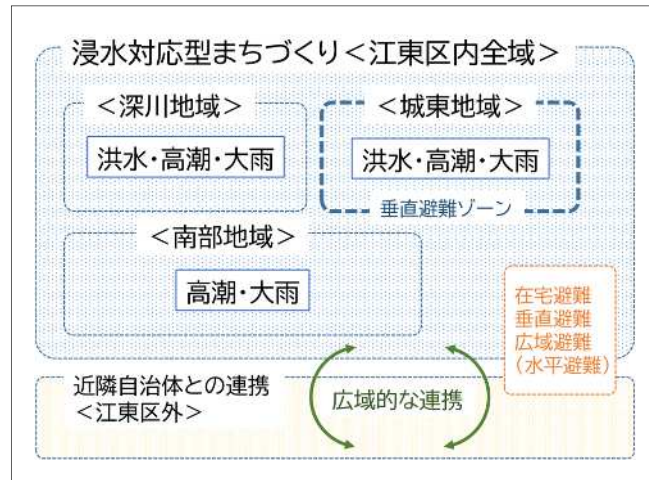 浸水対応型まちづくり＜江東区内全域＞
＜深川地域＞
洪水・高潮・大雨
＜城東地域＞
洪水・高潮・大雨
垂直避難ゾーン
＜南部地域＞
高潮・大雨
在宅避難
垂直避難
広域避難
（水平避難）
近隣自治体との連携
＜江東区外＞
広域的な連携